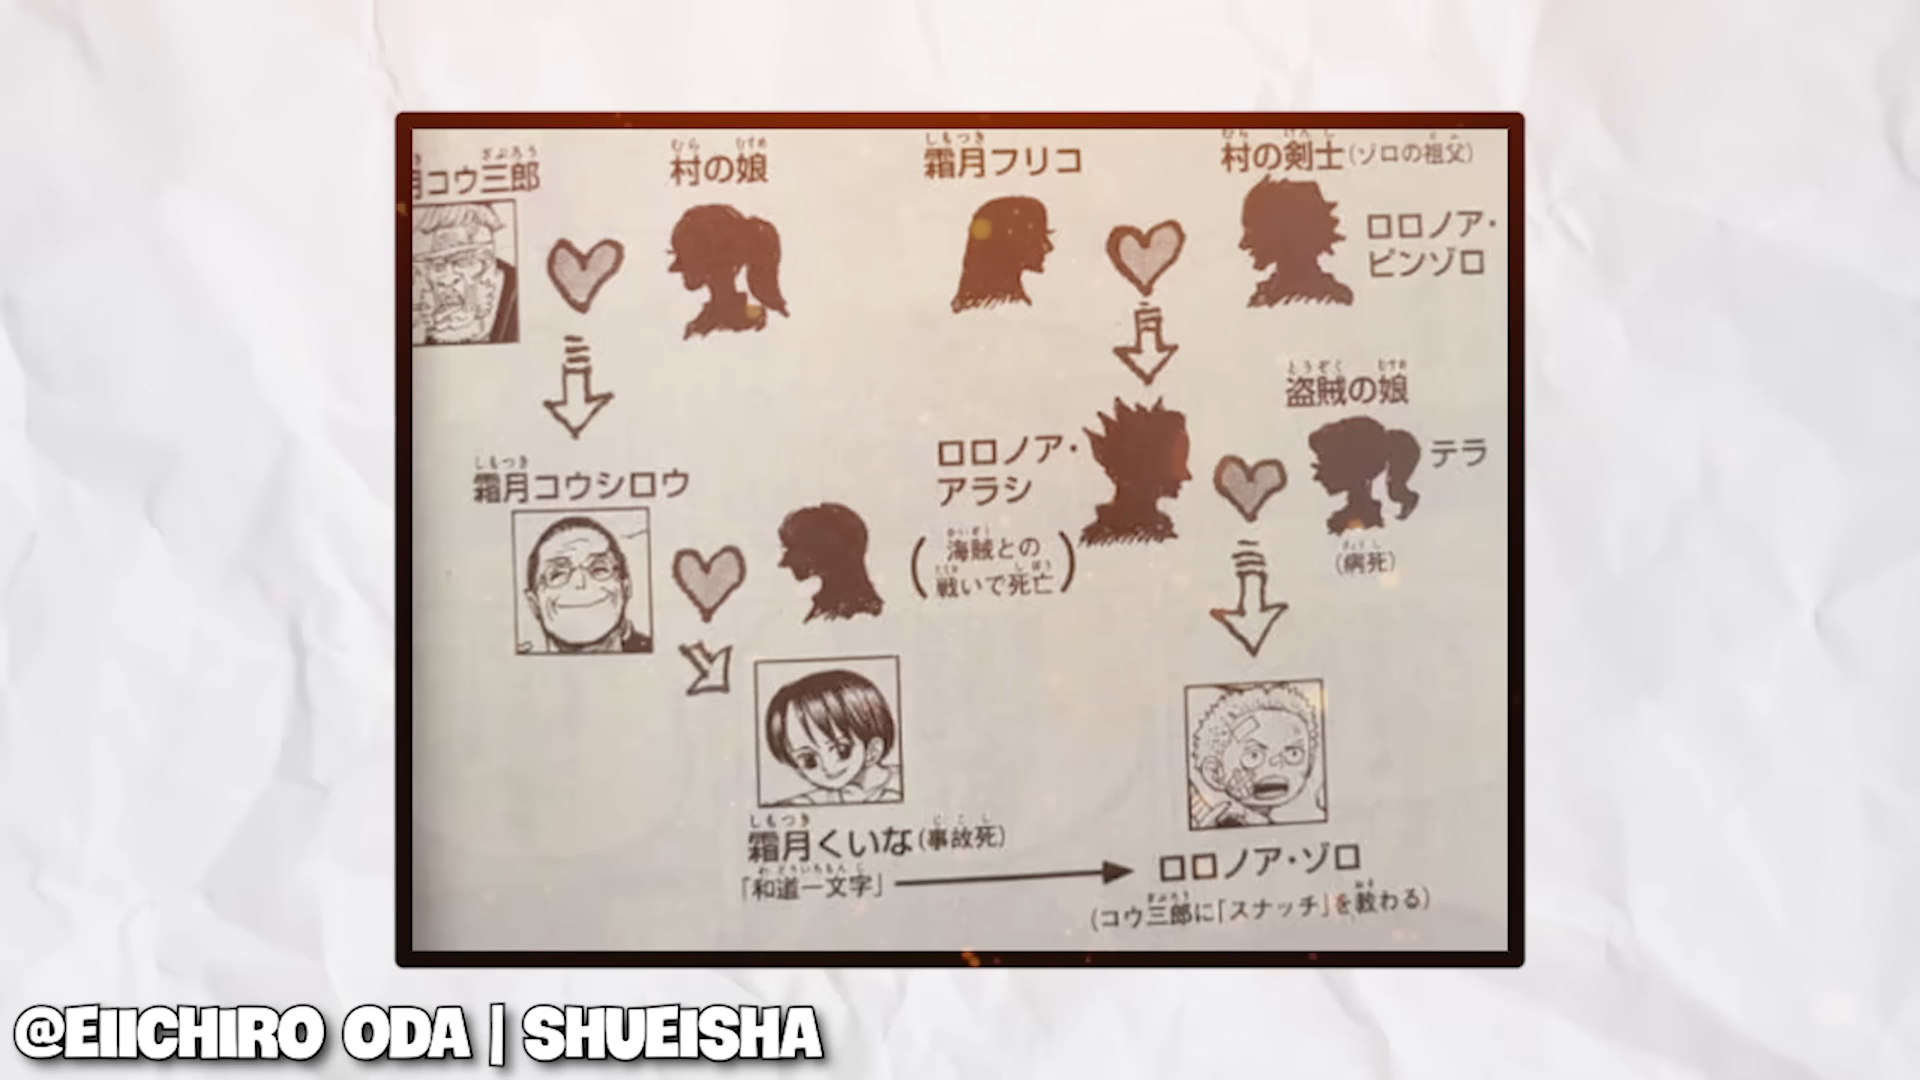 コウ三郎
村の娘
霜月フリコ
村の剣士(ゾロの祖父)
ロロノア・
ピンゾロ
盗賊の娘
テラ
(病死)
ロロノア・
アラシ
(海賊との
戦いで死亡)
霜月コウシロウ
霜月くいな(事故死)
「和道一文字」
ロロノア・ゾロ
(コウ三郎に「スナッチ」を教わる)
@EIICHIRO ODA | SHUEISHA